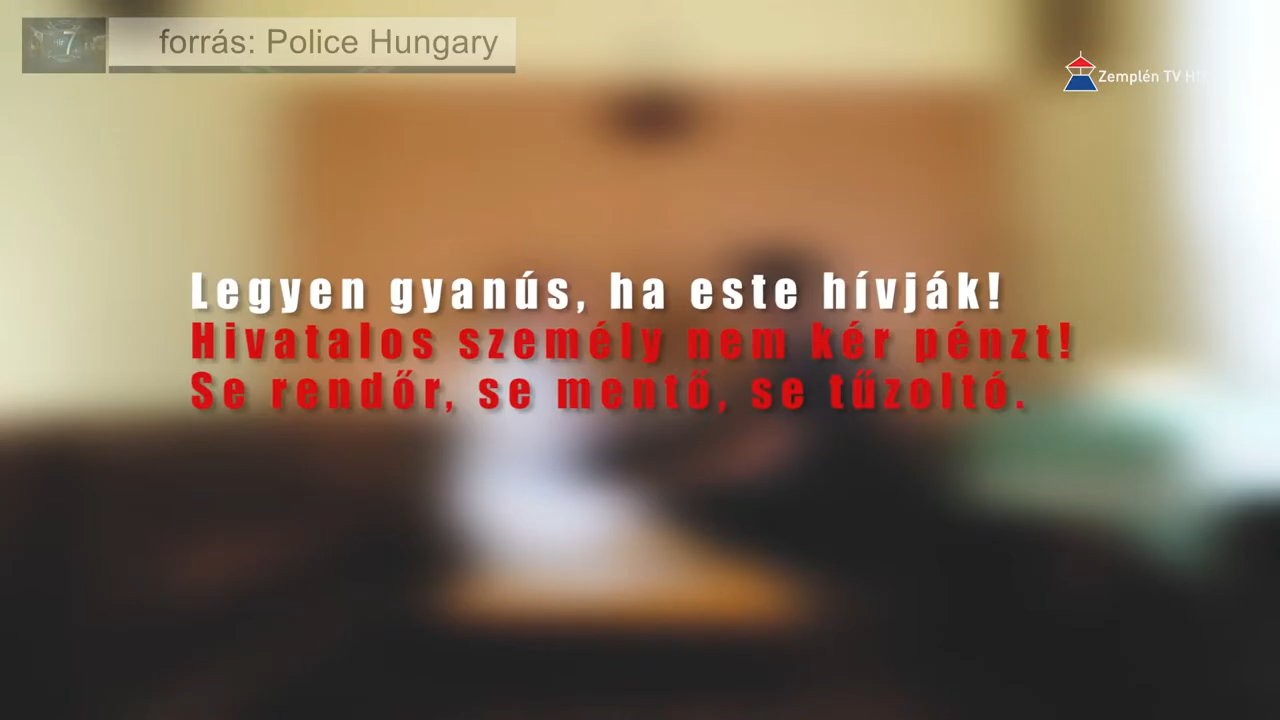 7
forrás: Police Hungary
Zemplén TV
Legyen gyanús, ha este hívják!
Hivatalos személy nem kér pénzt!
Se rendőr, se mentő, se tűzoltó.